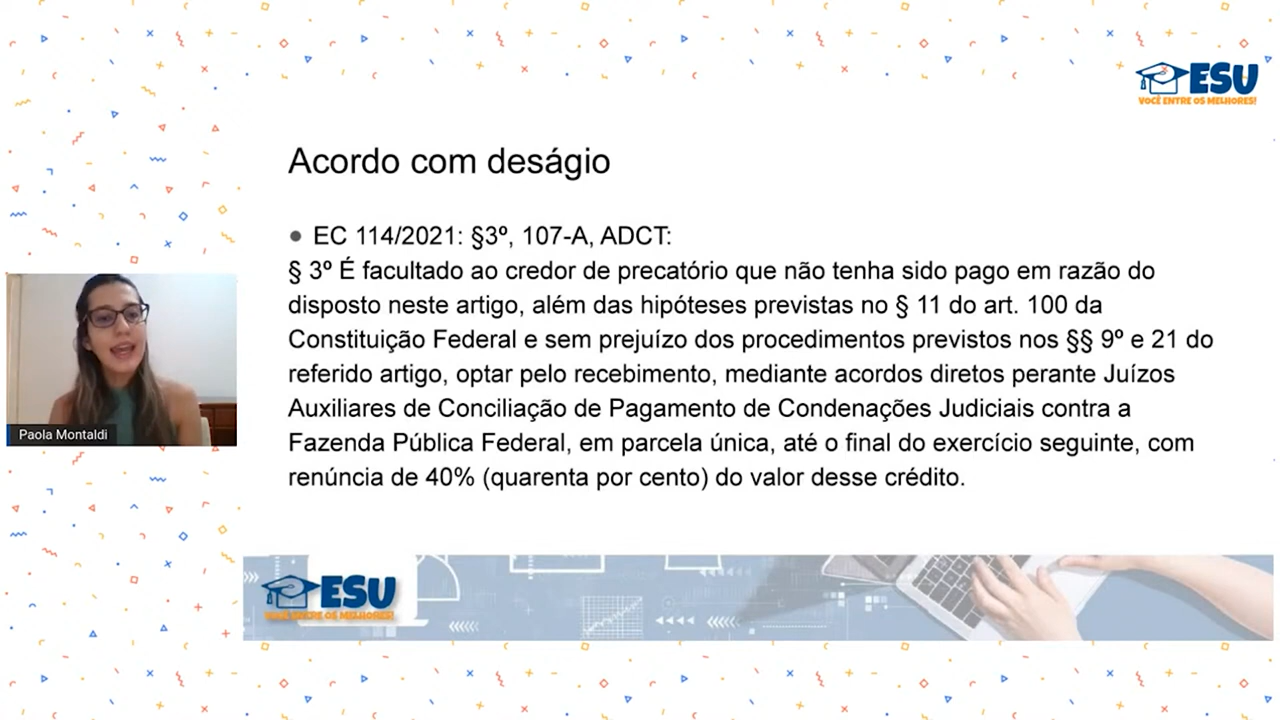 ESU
VOCÊ ENTRE OS MELHORES!
Acordo com deságio
● EC 114/2021: §3º, 107-A, ADCT:
§ 3º É facultado ao credor de precatório que não tenha sido pago em razão do
disposto neste artigo, além das hipóteses previstas no § 11 do art. 100 da
Constituição Federal e sem prejuízo dos procedimentos previstos nos §§ 9º e 21 do
referido artigo, optar pelo recebimento, mediante acordos diretos perante Juízos
Auxiliares de Conciliação de Pagamento de Condenações Judiciais contra a
Fazenda Pública Federal, em parcela única, até o final do exercício seguinte, com
renúncia de 40% (quarenta por cento) do valor desse crédito.
Paola Montaldi
ESU
VOCÊ ENTRE OS MELHORES!